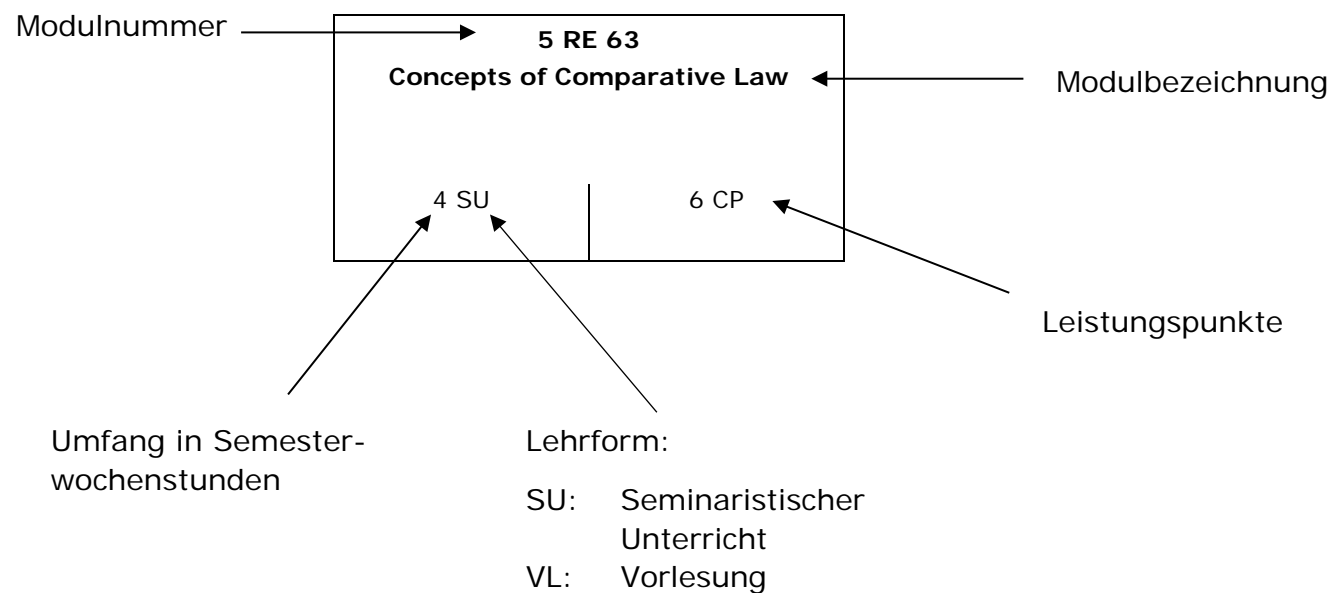 Modulnummer
5 RE 63
Concepts of Comparative Law
Modulbezeichnung
4 SU
6 CP
Leistungspunkte
Umfang in Semester-
wochenstunden
Lehrform:
SU: Seminaristischer
Unterricht
VL: Vorlesung